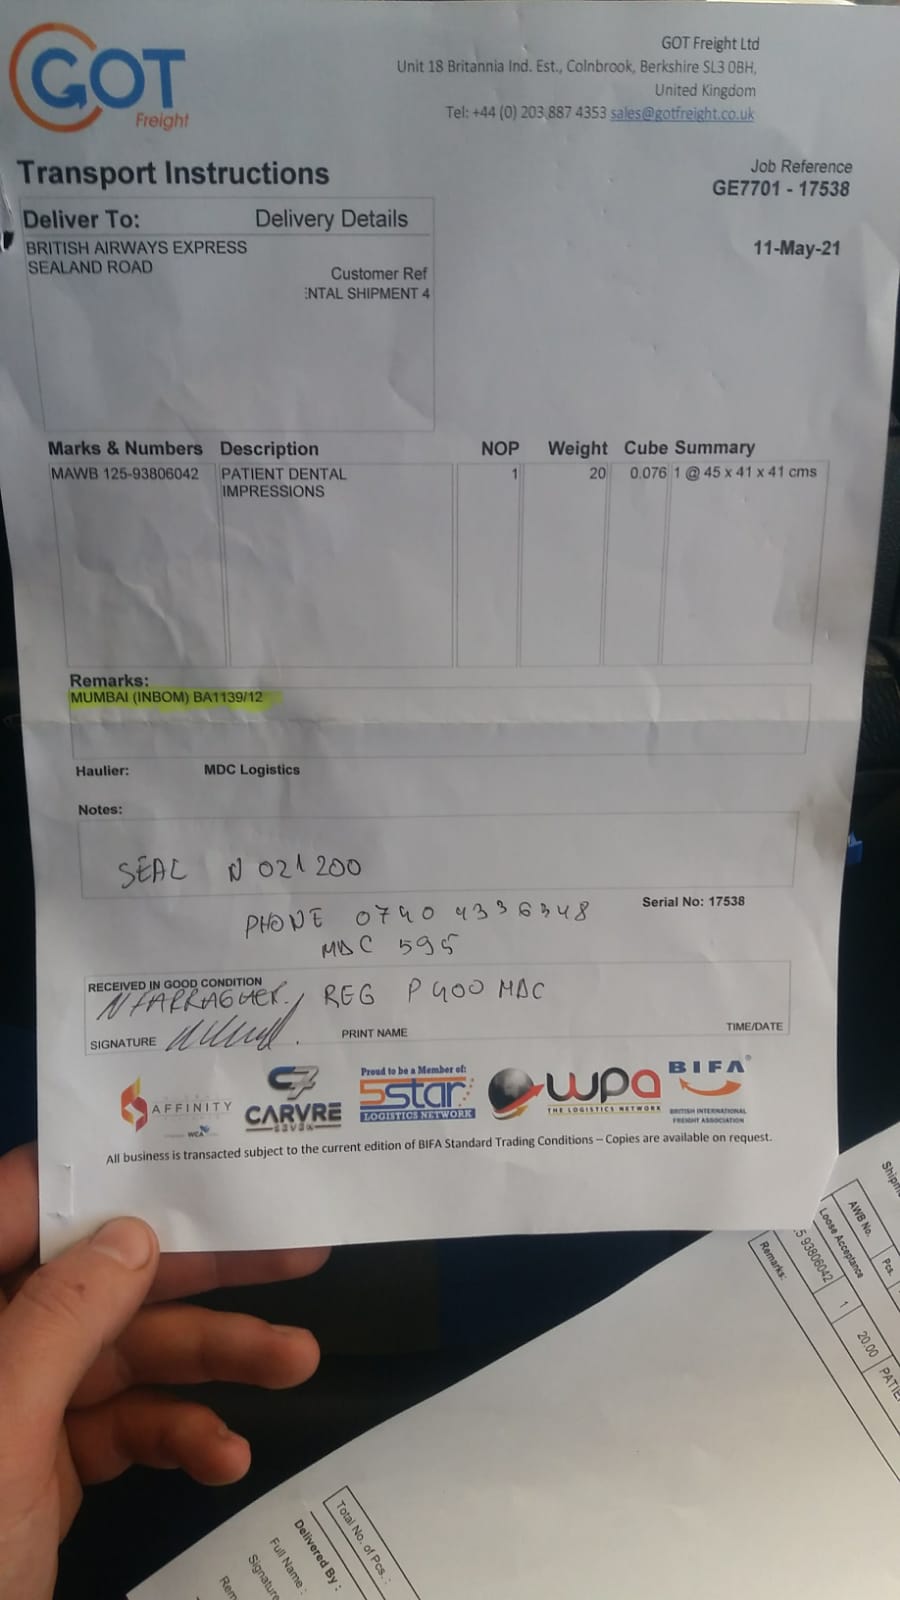 GOT
Freight
GOT Freight Ltd
Unit 18 Britannia Ind. Est., Colnbrook, Berkshire SL3 0BH,
United Kingdom
Tel: +44 (0) 203 887 4353 sales@gotfreight.co.uk
Transport Instructions
Job Reference
GE7701 - 17538
Deliver To: Delivery Details
11-May-21
BRITISH AIRWAYS EXPRESS
SEALAND ROAD
Customer Ref
NTAL SHIPMENT 4
Marks & Numbers Description NOP Weight Cube Summary
MAWB 125-93806042 PATIENT DENTAL 1 20 0.076 1 @ 45 x 41 x 41 cms
IMPRESSIONS
Remarks:
MUMBAI (INBOM) BA1139/12
Haulier: MDC Logistics
Notes:
SEAL N 021200
Serial No: 17538
PHONE 0740 4336348
MDC 595
RECEIVED IN GOOD CONDITION
N FARRAGHER. REG P400 MDC
SIGNATURE PRINT NAME TIME/DATE
AFFINITY
WCA
CARVRE
SEVEN
Proud to be a Member of:
5star
LOGISTICS NETWORK
wpa
THE LOGISTICS NETWORK
BIFA
BRITISH INTERNATIONAL
FREIGHT ASSOCIATION
All business is transacted subject to the current edition of BIFA Standard Trading Conditions – Copies are available on request.
Shipm
AWB No. Pcs.
Loose Acceptance
5 93806042 1 20.00 PATIE
Remarks:
Total No. of Pcs. :
Delivered By :
Full Name :
Signature
Rem